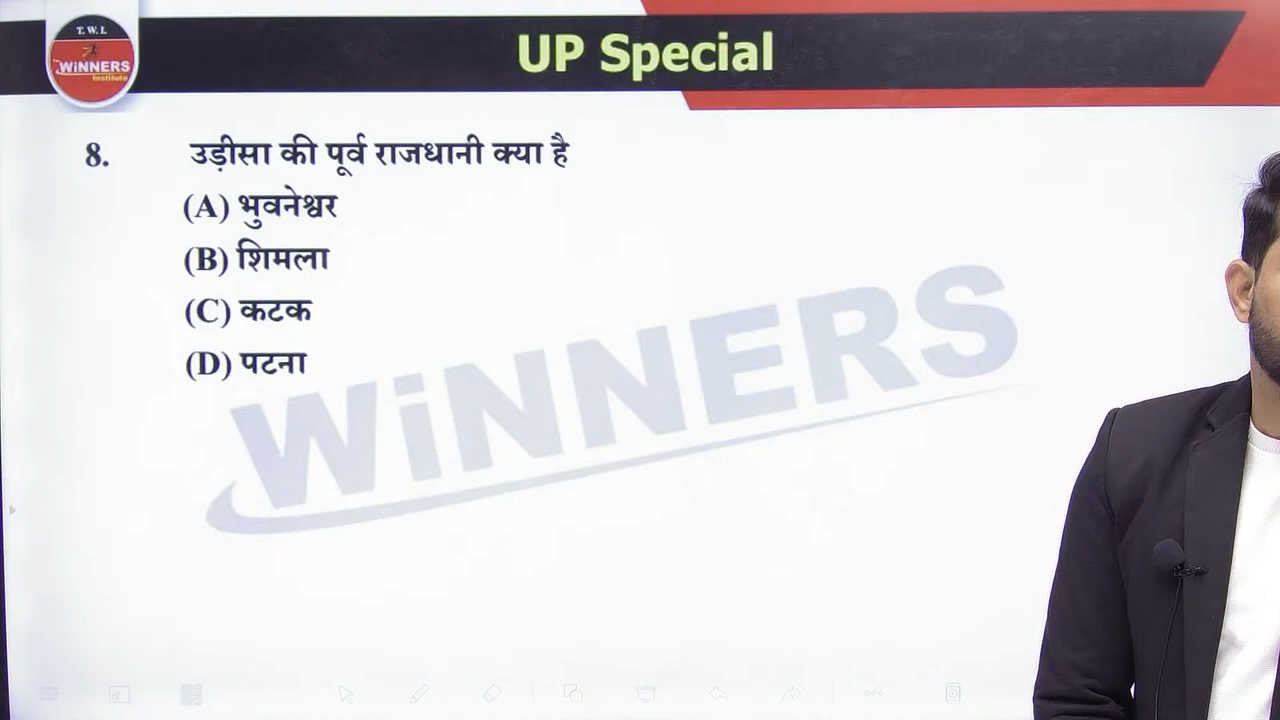 T. W. I.
WiNNERS
Institute
UP Special
8. उड़ीसा की पूर्व राजधानी क्या है
(A) भुवनेश्वर
(B) शिमला
(C) कटक
(D) पटना
WiNNERS